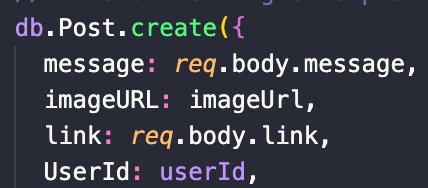 db.Post.create({
message: req.body.message,
imageURL: imageUrl,
link: req.body.link,
UserId: userId,